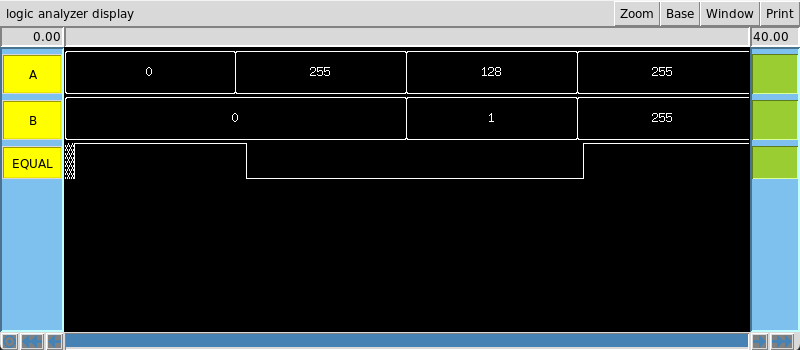 logic analyzer display Zoom Base Window Print
0.00 40.00
A 0 255 128 255
B 0 1 255
EQUAL